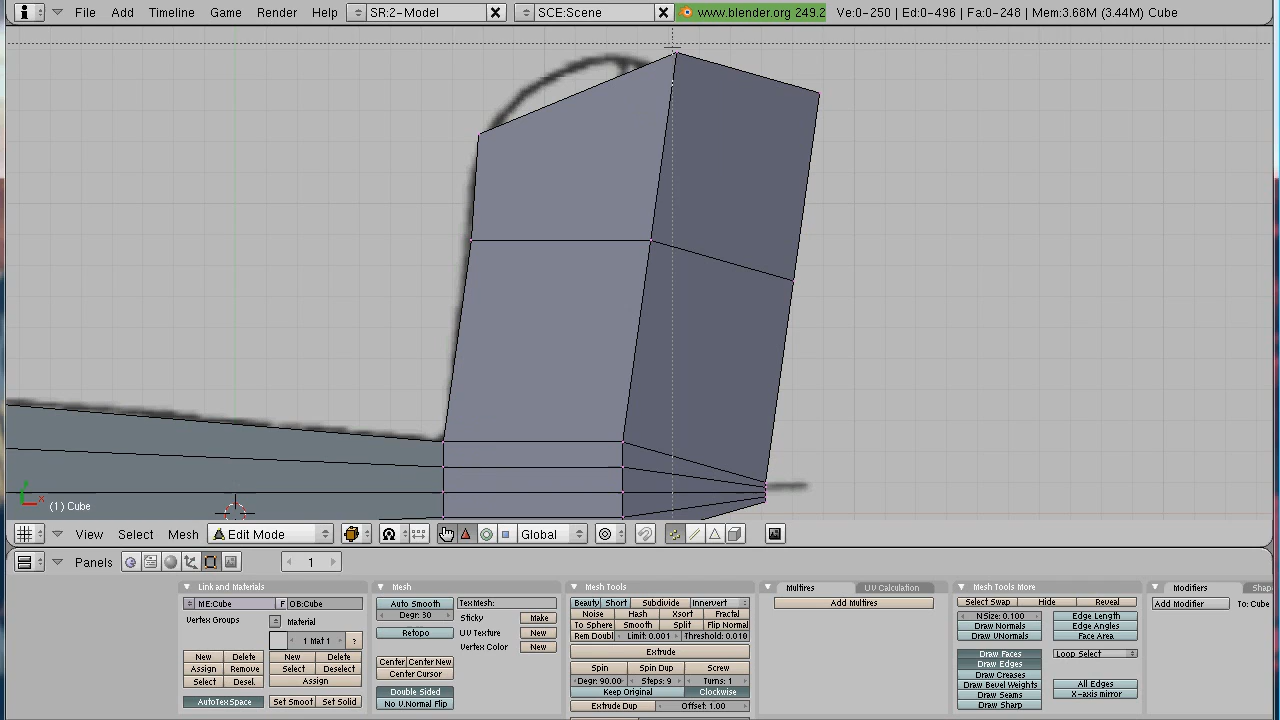 File Add Timeline Game Render Help SR:2-Model SCE:Scene www.blender.org 249.2 Ve:0-250 | Ed:0-496 | Fa:0-248 | Mem:3.68M (3.44M) Cube
x
(1) Cube
View Select Mesh Edit Mode Global
Panels 1
Link and Materials Mesh Mesh Tools Multires UV Calculation Mesh Tools More Modifiers Shap
ME:Cube F OB:Cube Auto Smooth TexMesh: Beauty Short Subdivide Innervert Add Multires Select Swap Hide Reveal Add Modifier To: Cube
Vertex Groups Material Degr: 30 Sticky Make Noise Hash Xsort Fractal NSize: 0.100 Edge Length
1 Mat 1 ? Retopo UV Texture New To Sphere Smooth Split Flip Normal Draw Normals Edge Angles
Vertex Color New Rem Doubl Limit: 0.001 Threshold: 0.010 Draw VNormals Face Area
New Delete New Delete Center Center New Extrude Draw Faces Loop Select
Assign Remove Select Deselect Center Cursor Spin Spin Dup Screw Draw Edges
Select Desel. Assign Degr: 90.00 Steps: 9 Turns: 1 Draw Creases
Double Sided Keep Original Clockwise Draw Bevel Weights All Edges
AutoTexSpace Set Smoot Set Solid No V.Normal Flip Extrude Dup Offset: 1.00 Draw Seams X-axis mirror
Draw Sharp